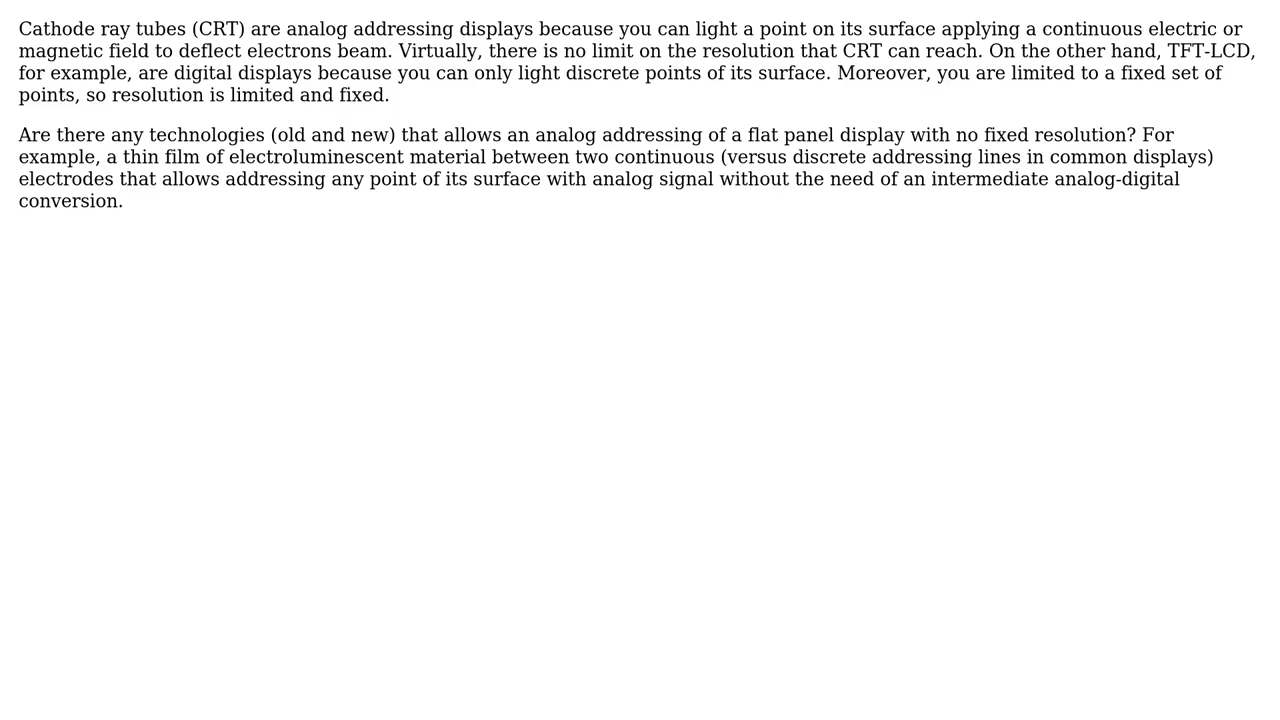 Cathode ray tubes (CRT) are analog addressing displays because you can light a point on its surface applying a continuous electric or
magnetic field to deflect electrons beam. Virtually, there is no limit on the resolution that CRT can reach. On the other hand, TFT-LCD,
for example, are digital displays because you can only light discrete points of its surface. Moreover, you are limited to a fixed set of
points, so resolution is limited and fixed.
Are there any technologies (old and new) that allows an analog addressing of a flat panel display with no fixed resolution? For
example, a thin film of electroluminescent material between two continuous (versus discrete addressing lines in common displays)
electrodes that allows addressing any point of its surface with analog signal without the need of an intermediate analog-digital
conversion.